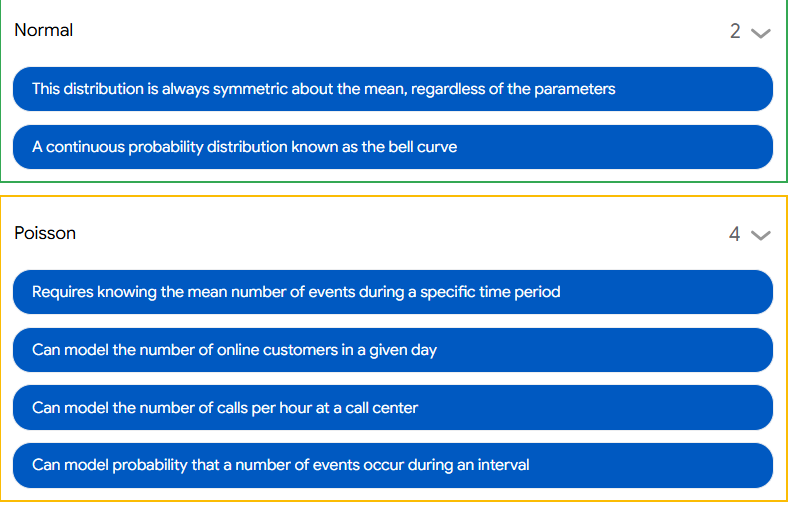 Normal
2
This distribution is always symmetric about the mean, regardless of the parameters
A continuous probability distribution known as the bell curve
Poisson
4
Requires knowing the mean number of events during a specific time period
Can model the number of online customers in a given day
Can model the number of calls per hour at a call center
Can model probability that a number of events occur during an interval